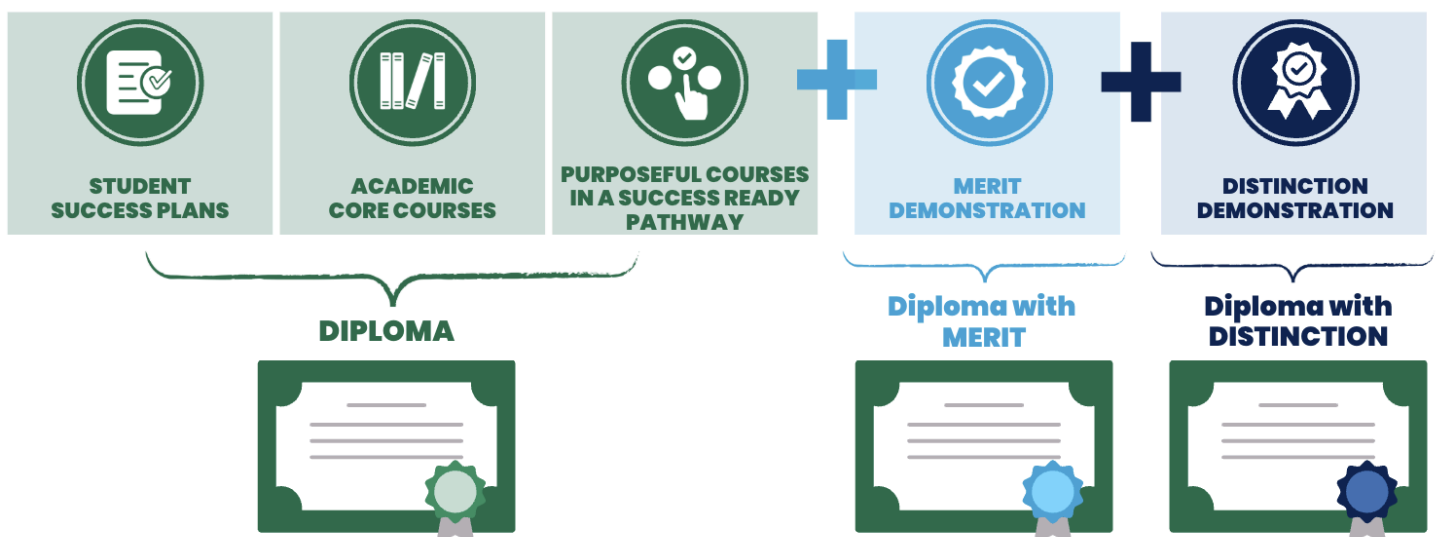 STUDENT
SUCCESS PLANS
ACADEMIC
CORE COURSES
PURPOSEFUL COURSES
IN A SUCCESS READY
PATHWAY
MERIT
DEMONSTRATION
DISTINCTION
DEMONSTRATION
DIPLOMA
Diploma with
MERIT
Diploma with
DISTINCTION